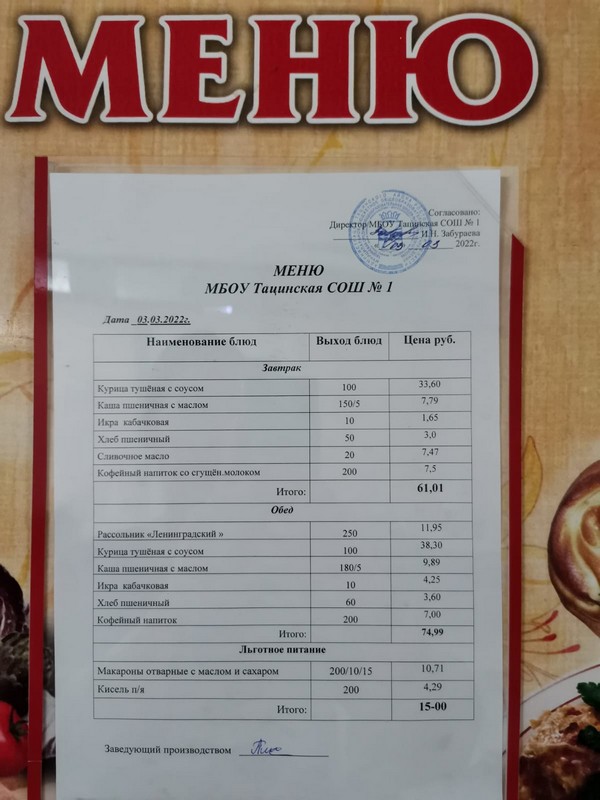 МЕНЮ
Согласовано:
Директор МБОУ Тацинская СОШ № 1
И.Н. Забураева
03 2022г.
МЕНЮ
МБОУ Тацинская СОШ № 1
Дата 03.03.2022г.
Наименование блюд Выход блюд Цена руб.
Завтрак
Курица тушёная с соусом 100 33,60
Каша пшеничная с маслом 150/5 7,79
Икра кабачковая 10 1,65
Хлеб пшеничный 50 3,0
Сливочное масло 20 7,47
Кофейный напиток со сгущён.молоком 200 7,5
Итого: 61,01
Обед
Рассольник «Ленинградский » 250 11,95
Курица тушёная с соусом 100 38,30
Каша пшеничная с маслом 180/5 9,89
Икра кабачковая 10 4,25
Хлеб пшеничный 60 3,60
Кофейный напиток 200 7,00
Итого: 74,99
Льготное питание
Макароны отварные с маслом и сахаром 200/10/15 10,71
Кисель п/я 200 4,29
Итого: 15-00
Заведующий производством